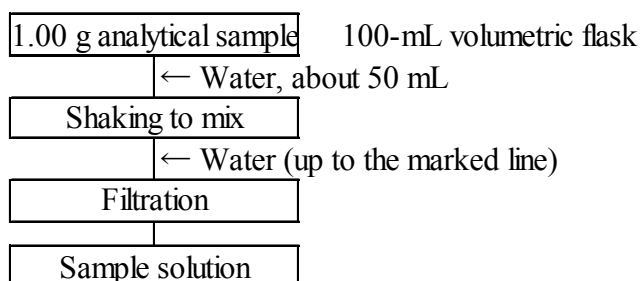 1.00 g analytical sample 100-mL volumetric flask
← Water, about 50 mL
Shaking to mix
← Water (up to the marked line)
Filtration
Sample solution